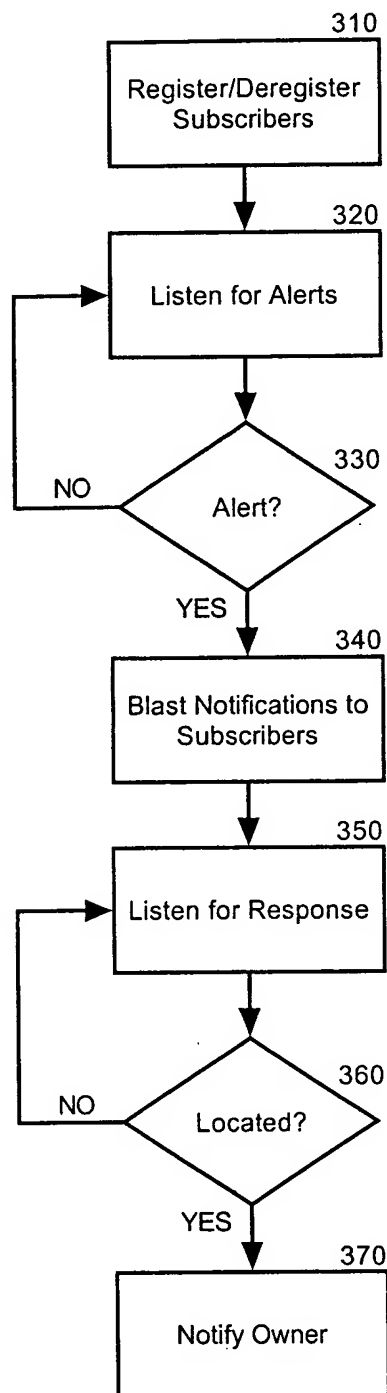 310
Register/Deregister
Subscribers
320
Listen for Alerts
330
NO
Alert?
YES
340
Blast Notifications to
Subscribers
350
Listen for Response
360
NO
Located?
YES
370
Notify Owner